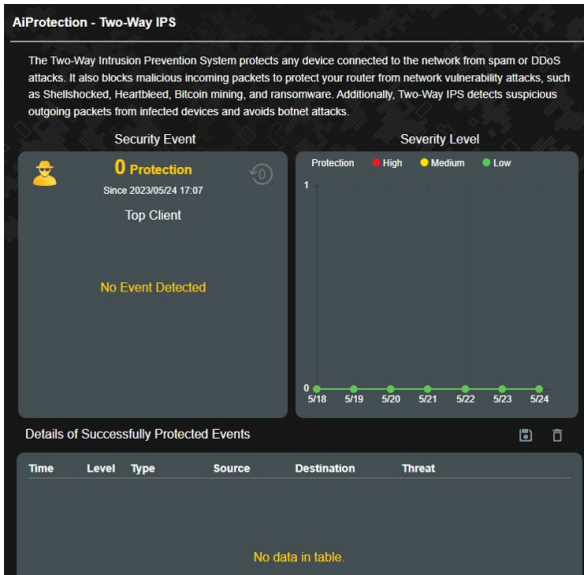 AiProtection - Two-Way IPS
The Two-Way Intrusion Prevention System protects any device connected to the network from spam or DDoS
attacks. It also blocks malicious incoming packets to protect your router from network vulnerability attacks, such
as Shellshocked, Heartbleed, Bitcoin mining, and ransomware. Additionally, Two-Way IPS detects suspicious
outgoing packets from infected devices and avoids botnet attacks.
Security Event
0 Protection
0
Since 2023/05/24 17:07
Top Client
No Event Detected
Severity Level
Protection High Medium Low
1
0
5/18 5/19 5/20 5/21 5/22 5/23 5/24
Details of Successfully Protected Events
Time Level Type Source Destination Threat
No data in table.